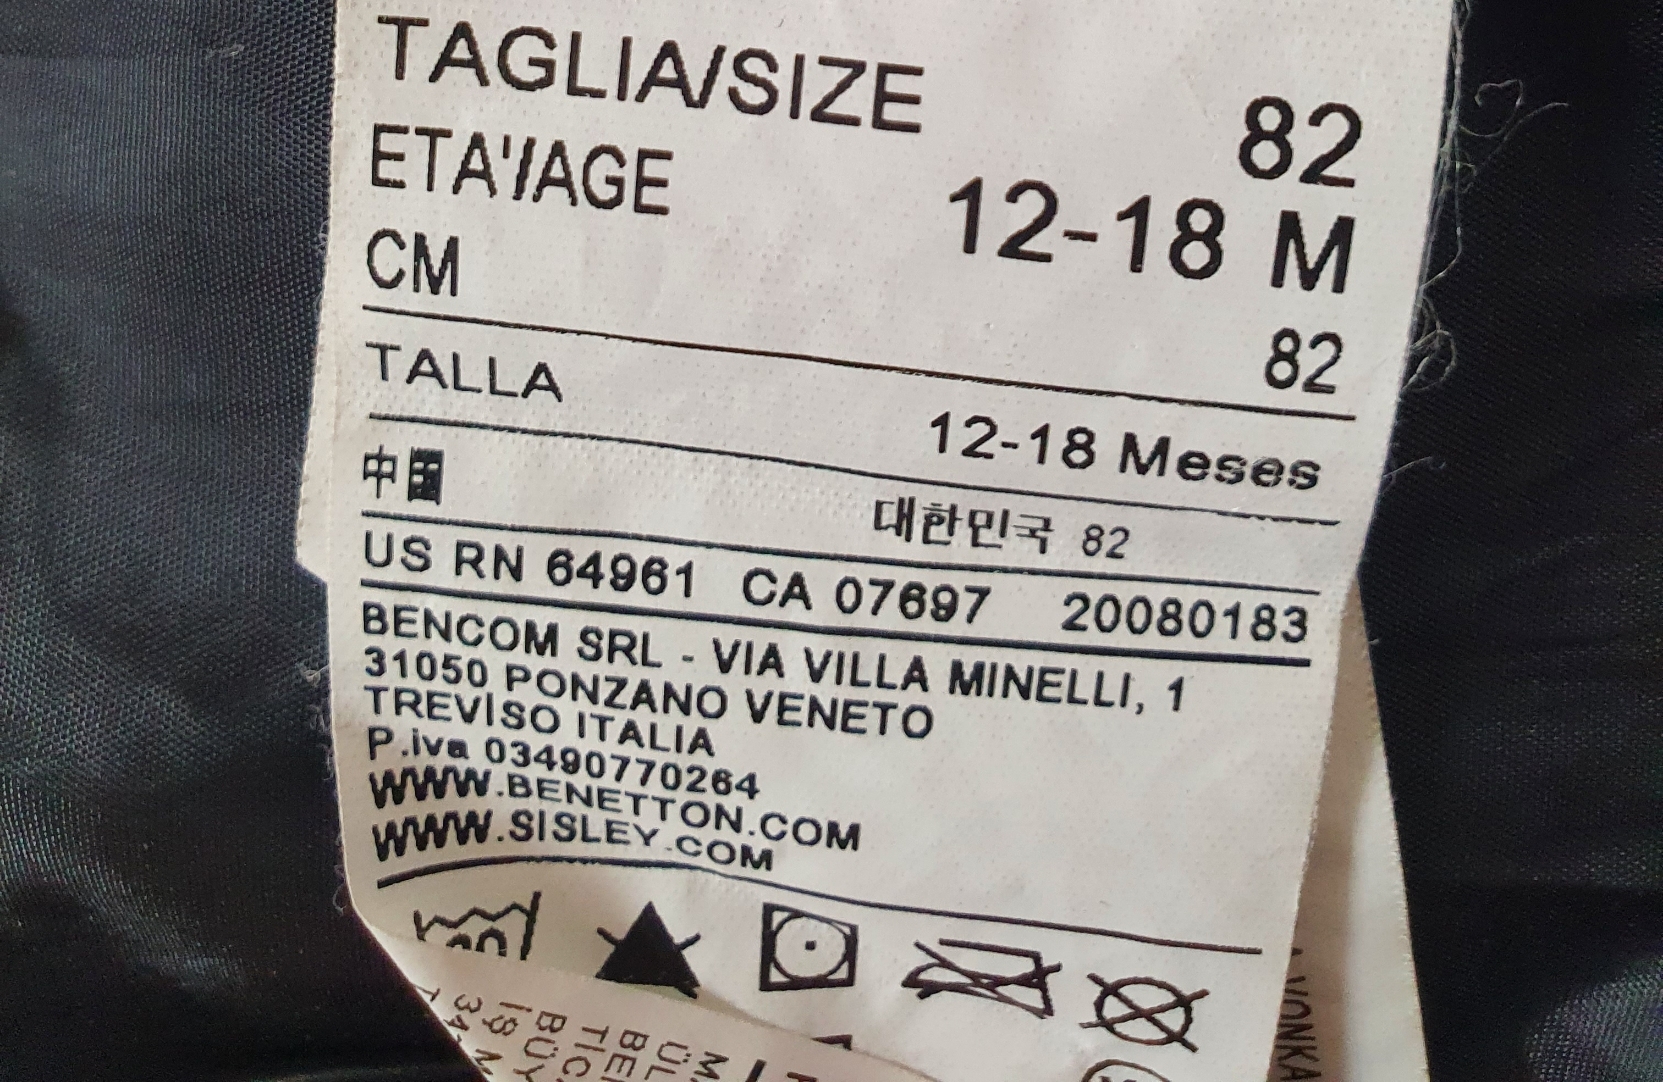 TAGLIA/SIZE 82
ETA'/AGE 12-18 M
CM 82
TALLA 12-18 Meses
中国 대한민국 82
US RN 64961 CA 07697 20080183
BENCOM SRL - VIA VILLA MINELLI, 1
31050 PONZANO VENETO
TREVISO ITALIA
P.iva 03490770264
WWW.BENETTON.COM
WWW.SISLEY.COM